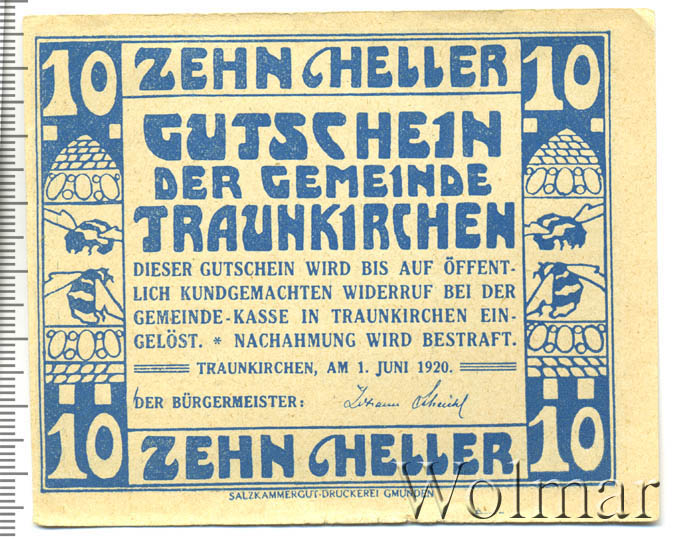 10 ZEHN HELLER 10
GUTSCHEIN
DER GEMEINDE
TRAUNKIRCHEN
DIESER GUTSCHEIN WIRD BIS AUF ÖFFENT-
LICH KUNDGEMACHTEN WIDERRUF BEI DER
GEMEINDE-KASSE IN TRAUNKIRCHEN EIN-
GELÖST. * NACHAHMUNG WIRD BESTRAFT.
TRAUNKIRCHEN, AM 1. JUNI 1920.
DER BÜRGERMEISTER: Johann
10 ZEHN HELLER 10
SALZKAMMERGUT-DRUCKEREI GMUNDEN
Wolmar